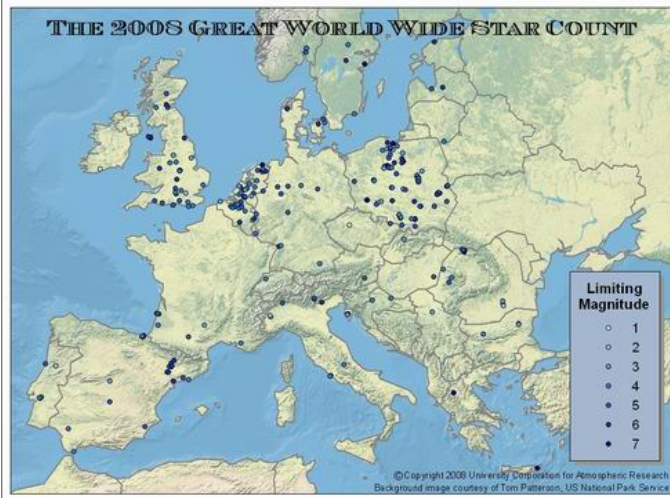 THE 2008 GREAT WORLD WIDE STAR COUNT
Limiting
Magnitude
1
2
3
4
5
6
7
©Copyright 2008 University Corporation for Atmospheric Research
Background image courtesy of Tom Patterson, US National Park Service